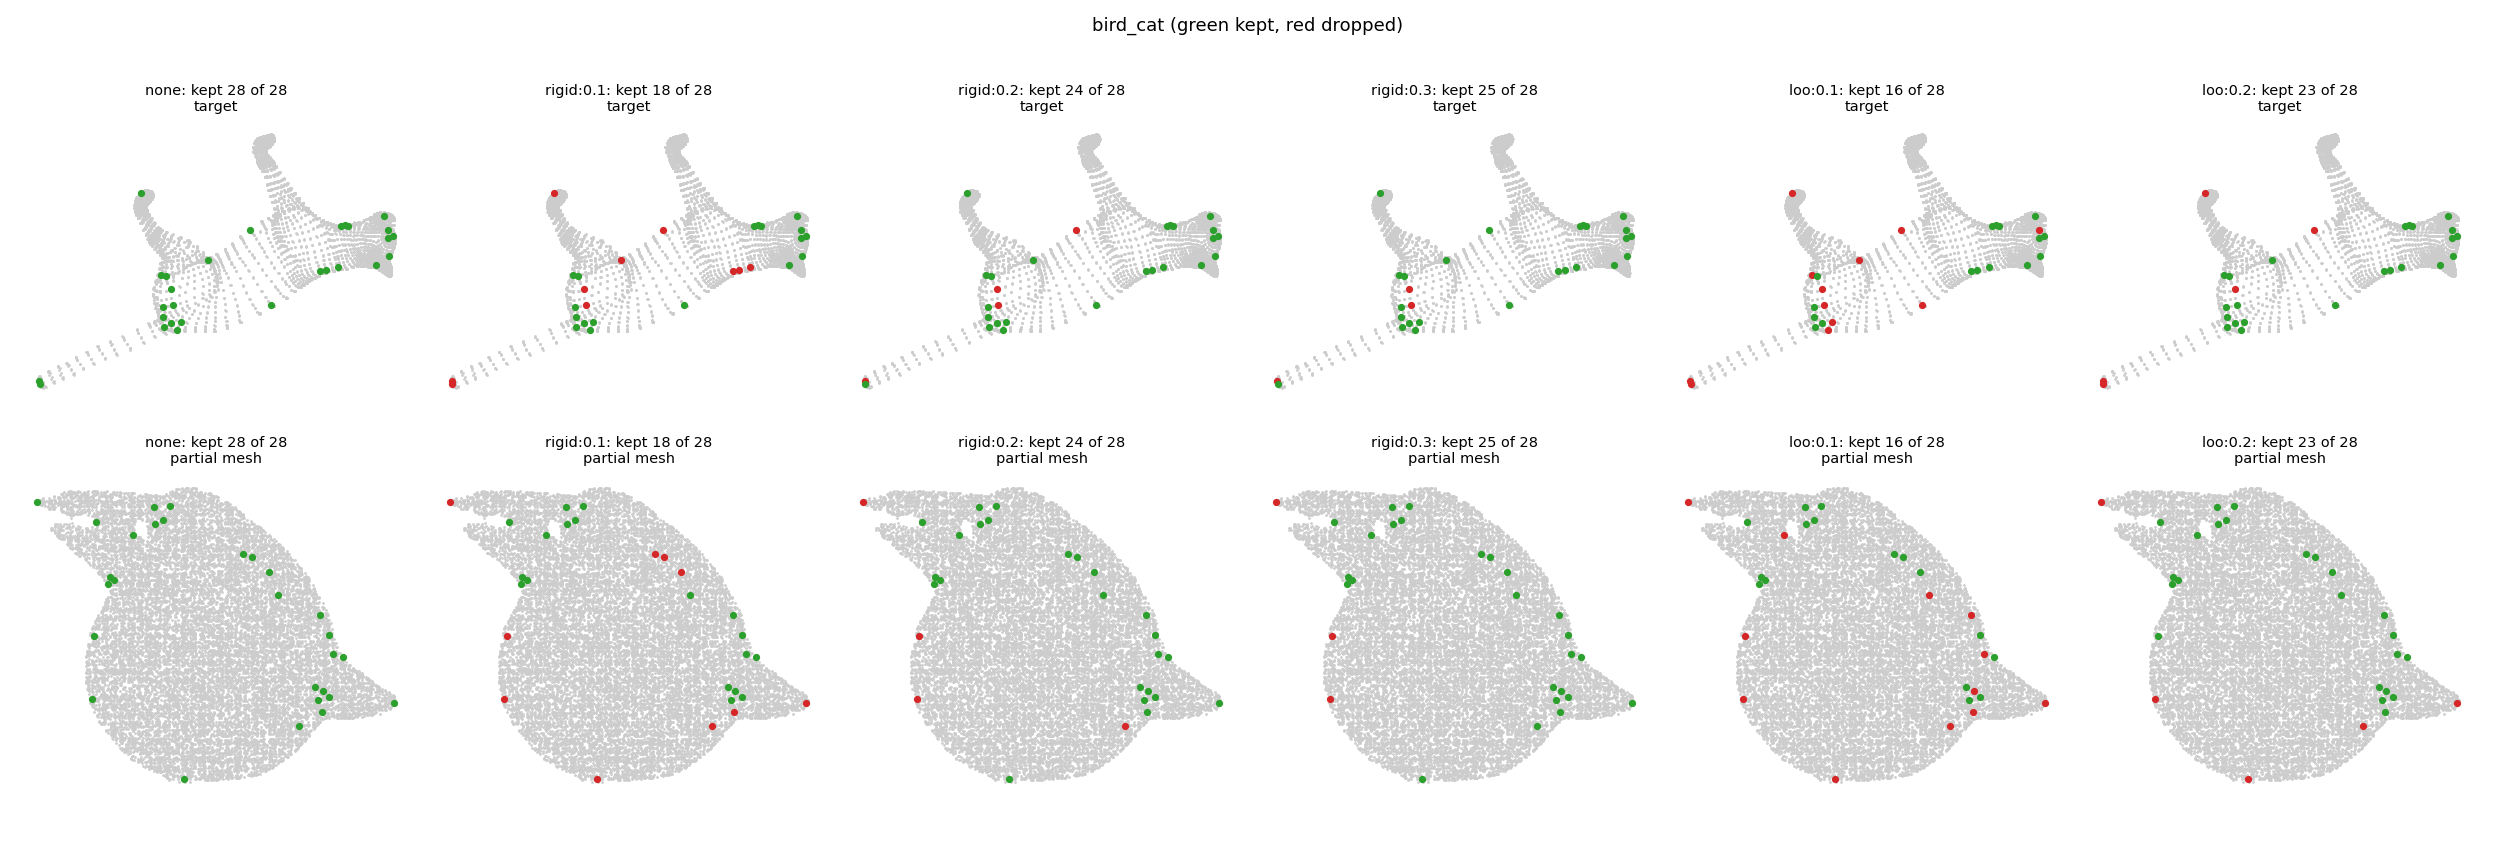 bird_cat (green kept, red dropped)
none: kept 28 of 28
target
rigid:0.1: kept 18 of 28
target
rigid:0.2: kept 24 of 28
target
rigid:0.3: kept 25 of 28
target
loo:0.1: kept 16 of 28
target
loo:0.2: kept 23 of 28
target
none: kept 28 of 28
partial mesh
rigid:0.1: kept 18 of 28
partial mesh
rigid:0.2: kept 24 of 28
partial mesh
rigid:0.3: kept 25 of 28
partial mesh
loo:0.1: kept 16 of 28
partial mesh
loo:0.2: kept 23 of 28
partial mesh